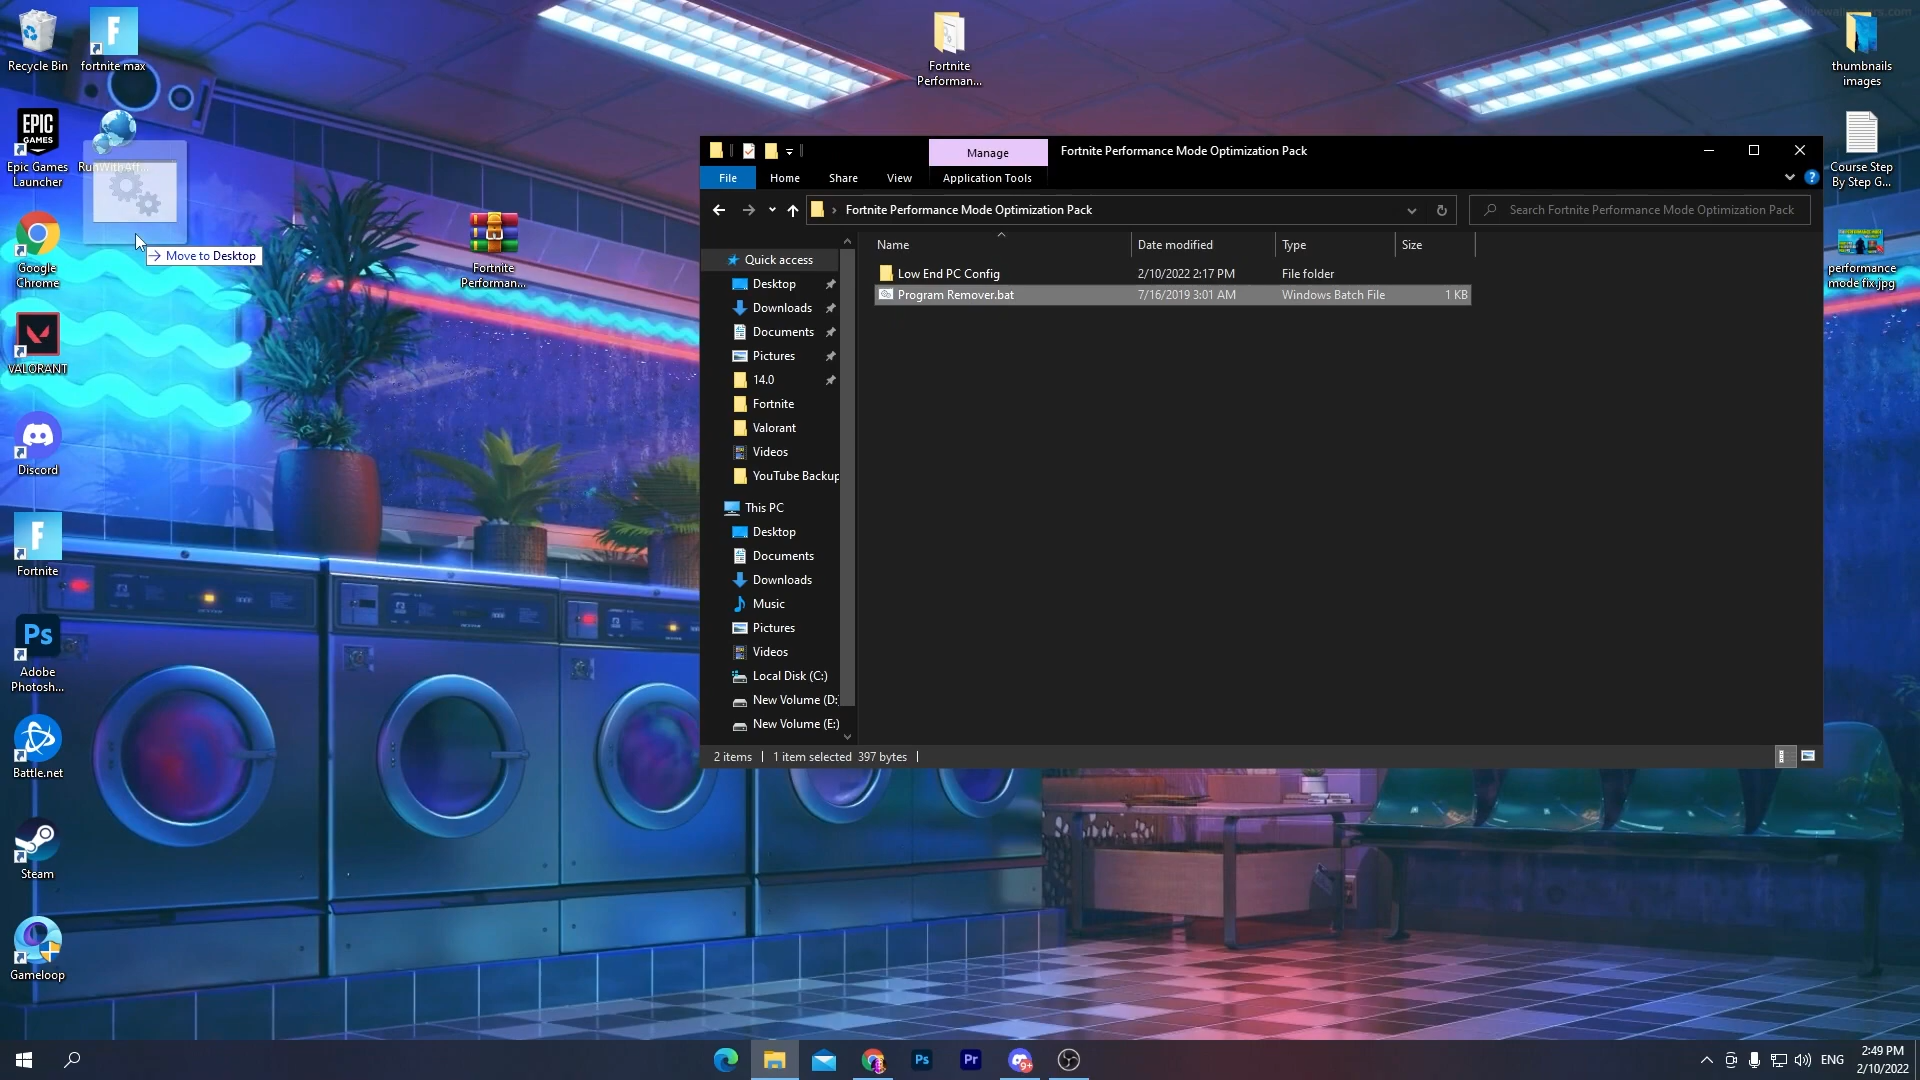 Recycle Bin
fortnite max
Fortnite
Performan...
thumbnails
images
EPIC
GAMES
Epic Games
Launcher
RunWithAff...
Move to Desktop
Google
Chrome
VALORANT
Discord
Fortnite
Ps
Adobe
Photosh...
Battle.net
Steam
Gameloop
Fortnite
Performan...
Course Step
By Step G...
performance
mode fix.jpg
Manage
Fortnite Performance Mode Optimization Pack
File
Home
Share
View
Application Tools
Fortnite Performance Mode Optimization Pack
Search Fortnite Performance Mode Optimization Pack
Name
Date modified
Type
Size
Low End PC Config
2/10/2022 2:17 PM
File folder
Program Remover.bat
7/16/2019 3:01 AM
Windows Batch File
1 KB
Quick access
Desktop
Downloads
Documents
Pictures
14.0
Fortnite
Valorant
Videos
YouTube Backup
This PC
Desktop
Documents
Downloads
Music
Pictures
Videos
Local Disk (C:)
New Volume (D:
New Volume (E:)
2 items
1 item selected 397 bytes
Ps
Pr
9+
ENG
2:49 PM
2/10/2022